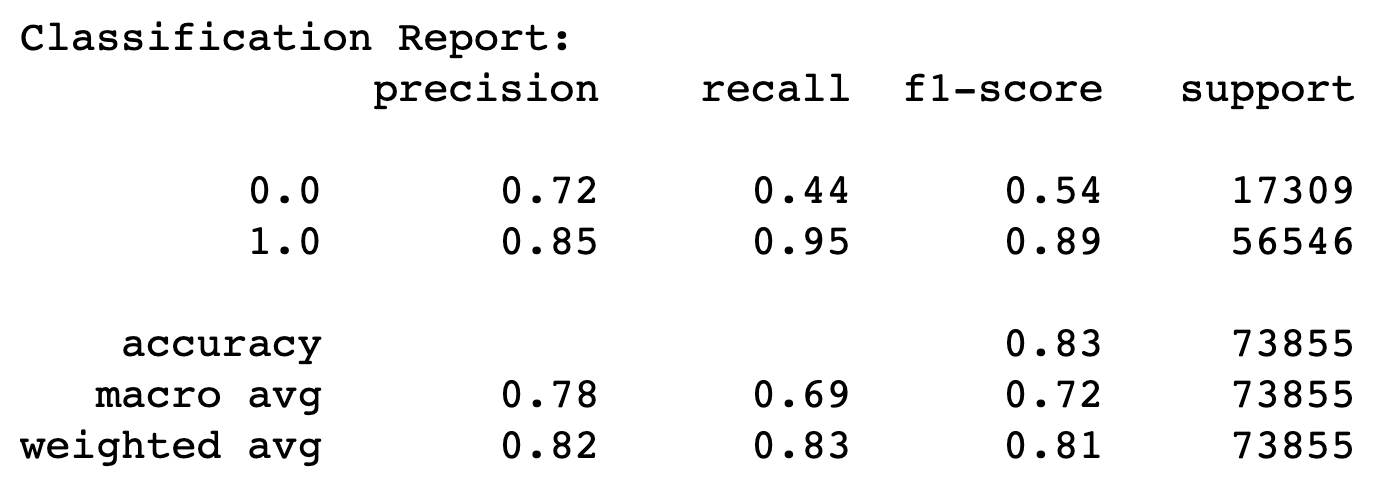 Classification Report:
precision recall f1-score support
0.0 0.72 0.44 0.54 17309
1.0 0.85 0.95 0.89 56546
accuracy 0.83 73855
macro avg 0.78 0.69 0.72 73855
weighted avg 0.82 0.83 0.81 73855